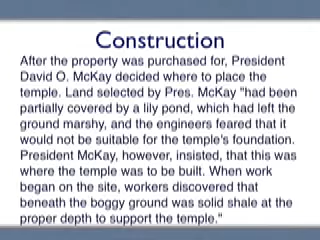 Construction
After the property was purchased for, President
David O. McKay decided where to place the
temple. Land selected by Pres. McKay "had been
partially covered by a lily pond, which had left the
ground marshy, and the engineers feared that it
would not be suitable for the temple's foundation.
President McKay, however, insisted, that this was
where the temple was to be built. When work
began on the site, workers discovered that
beneath the boggy ground was solid shale at the
proper depth to support the temple."